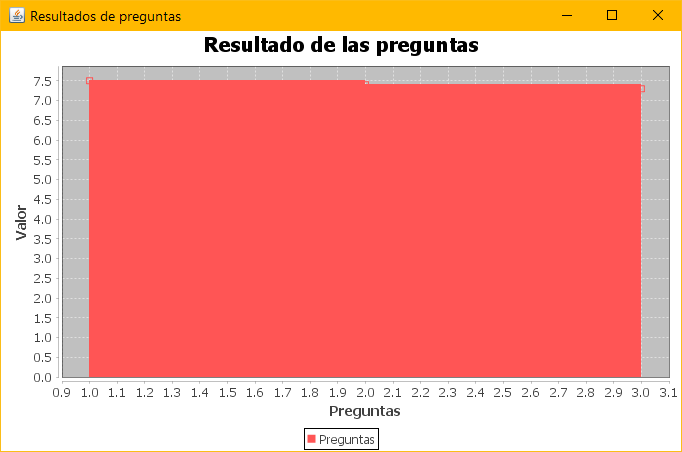 Resultados de preguntas
Resultado de las preguntas
Valor
7.5
7.0
6.5
6.0
5.5
5.0
4.5
4.0
3.5
3.0
2.5
2.0
1.5
1.0
0.5
0.0
0.9 1.0 1.1 1.2 1.3 1.4 1.5 1.6 1.7 1.8 1.9 2.0 2.1 2.2 2.3 2.4 2.5 2.6 2.7 2.8 2.9 3.0 3.1
Preguntas
Preguntas